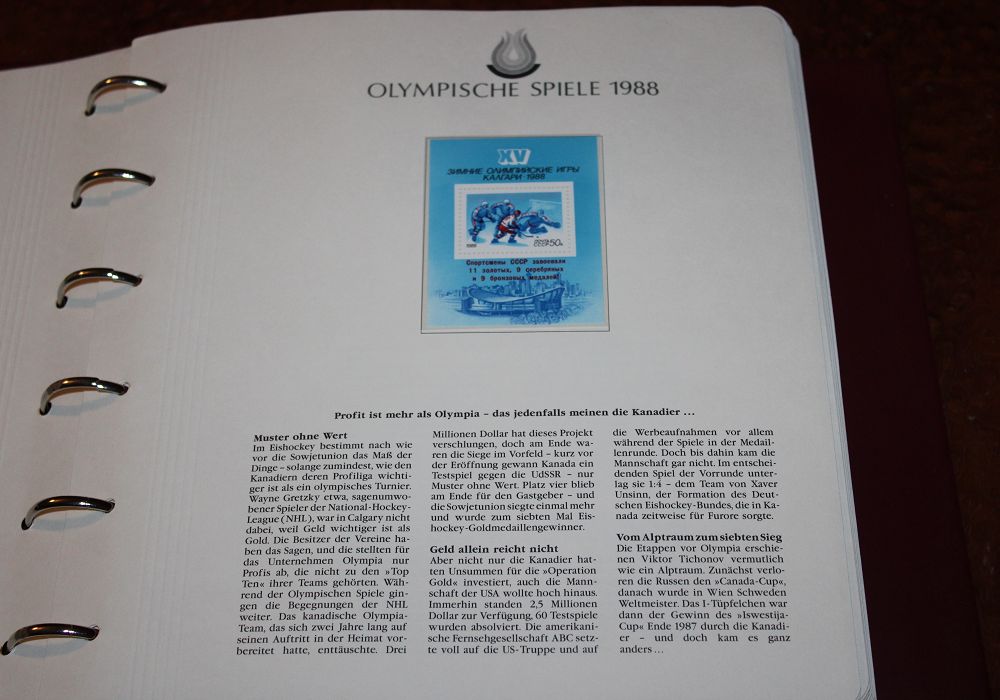 OLYMPISCHE SPIELE 1988
XV
ЗИМНИЕ ОЛИМПИЙСКИЕ ИГРЫ
КАЛГАРИ·1988
1988
почта СССР 50к
Спортсмены СССР завоевали
11 золотых, 9 серебряных
и 9 бронзовых медалей!
Profit ist mehr als Olympia – das jedenfalls meinen die Kanadier ...
Muster ohne Wert
Im Eishockey bestimmt nach wie
vor die Sowjetunion das Maß der
Dinge – solange zumindest, wie den
Kanadiern deren Profiliga wichti-
ger ist als ein olympisches Turnier.
Wayne Gretzky etwa, sagenumwo-
bener Spieler der National-Hockey-
League (NHL), war in Calgary nicht
dabei, weil Geld wichtiger ist als
Gold. Die Besitzer der Vereine ha-
ben das Sagen, und die stellten für
das Unternehmen Olympia nur
Profis ab, die nicht zu den »Top
Ten« ihrer Teams gehörten. Wäh-
rend der Olympischen Spiele gin-
gen die Begegnungen der NHL
weiter. Das kanadische Olympia-
Team, das sich zwei Jahre lang auf
seinen Auftritt in der Heimat vor-
bereitet hatte, enttäuschte. Drei
Millionen Dollar hat dieses Projekt
verschlungen, doch am Ende wa-
ren die Siege im Vorfeld – kurz vor
der Eröffnung gewann Kanada ein
Testspiel gegen die UdSSR – nur
Muster ohne Wert. Platz vier blieb
am Ende für den Gastgeber – und
die Sowjetunion siegte einmal mehr
und wurde zum siebten Mal Eis-
hockey-Goldmedaillengewinner.
Geld allein reicht nicht
Aber nicht nur die Kanadier hat-
ten Unsummen für die »Operation
Gold« investiert, auch die Mann-
schaft der USA wollte hoch hinaus.
Immerhin standen 2,5 Millionen
Dollar zur Verfügung, 60 Testspiele
wurden absolviert. Die amerikani-
sche Fernsehgesellschaft ABC setz-
te voll auf die US-Truppe und auf
die Werbeaufnahmen vor allem
während der Spiele in der Medail-
lenrunde. Doch bis dahin kam die
Mannschaft gar nicht. Im entschei-
denden Spiel der Vorrunde unter-
lag sie 1:4 – dem Team von Xaver
Unsinn, der Formation des Deut-
schen Eishockey-Bundes, die in Ka-
nada zeitweise für Furore sorgte.
Vom Alptraum zum siebten Sieg
Die Etappen vor Olympia erschie-
nen Viktor Tichonov vermutlich
wie ein Alptraum. Zunächst verlo-
ren die Russen den »Canada-Cup«,
danach wurde in Wien Schweden
Weltmeister. Das I-Tüpfelchen war
dann der Gewinn des »Iswestija-
Cup« Ende 1987 durch die Kanadi-
er – und doch kam es ganz
anders ...